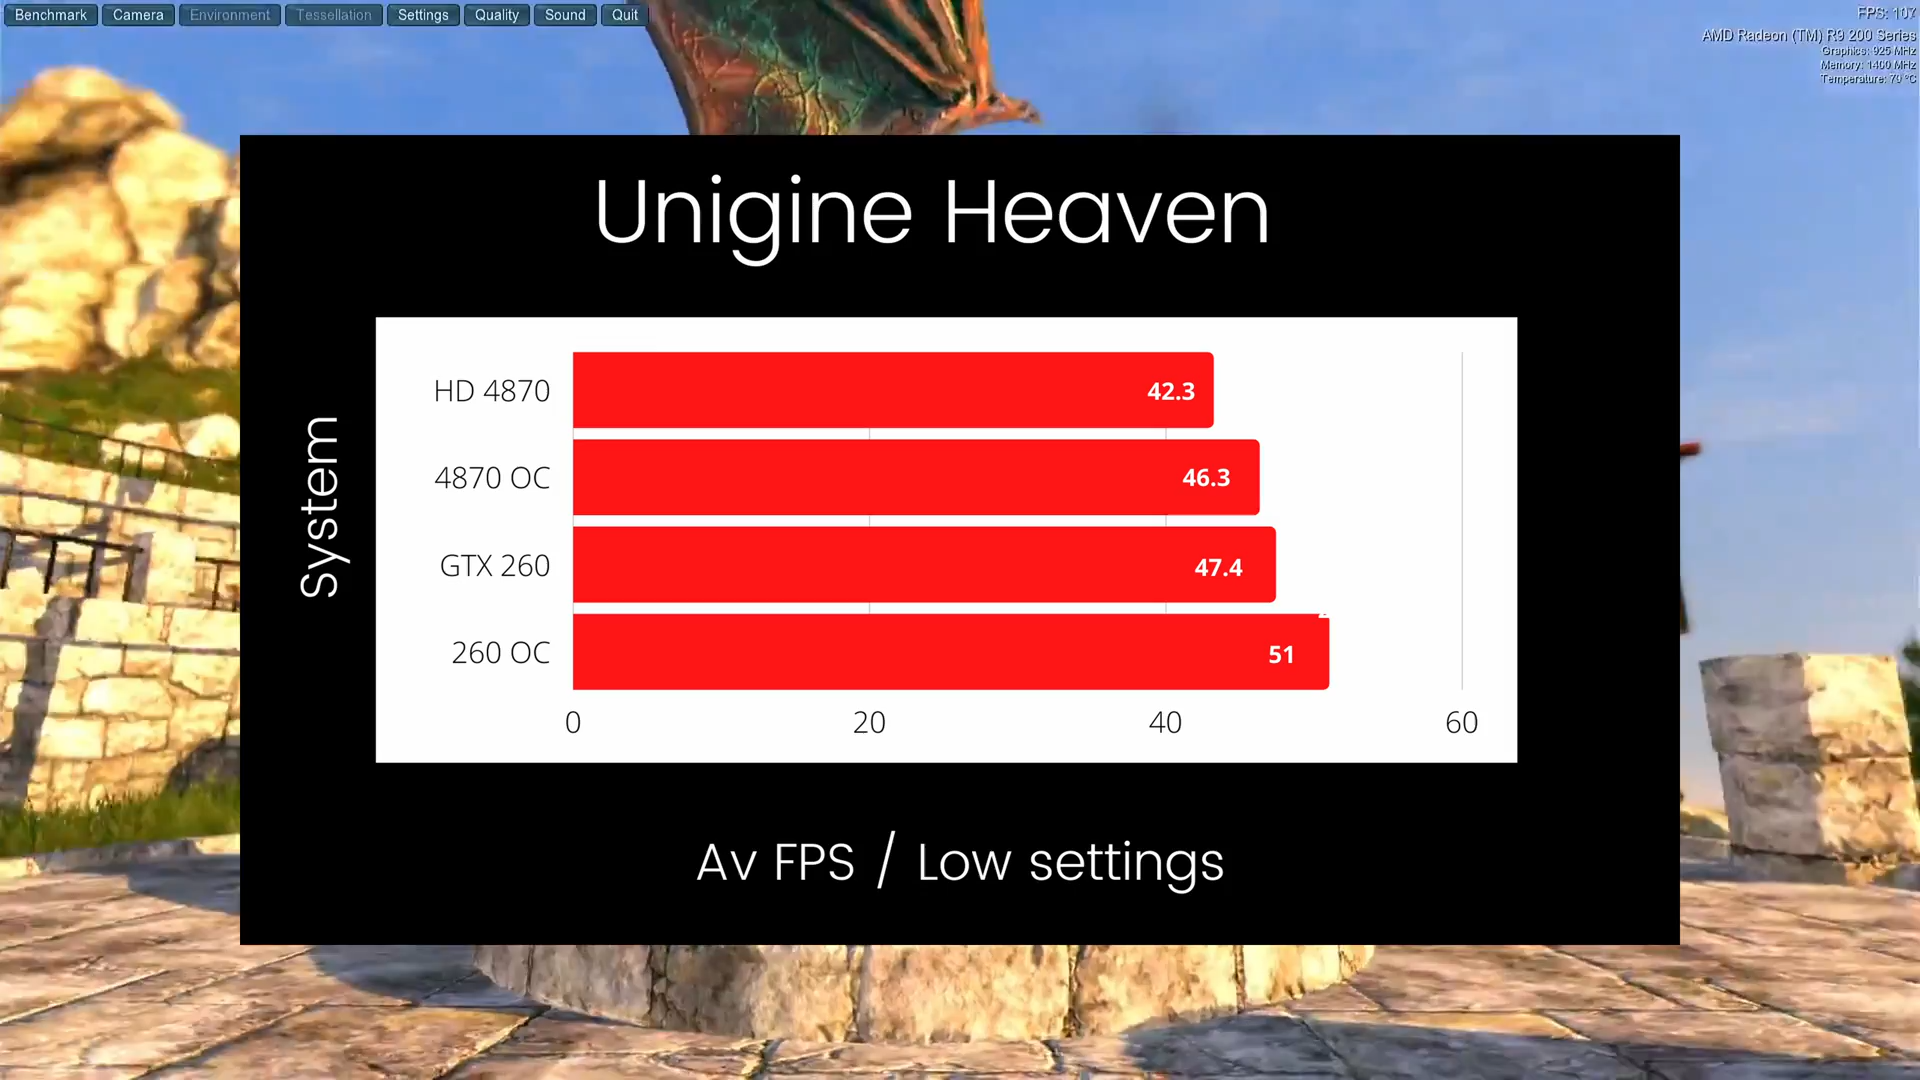 Benchmark Camera Environment Tessellation Settings Quality Sound Quit
FPS: 107
AMD Radeon (TM) R9 200 Series
Graphics: 925 MHz
Memory: 1400 MHz
Temperature: 70 °C
Unigine Heaven
System
HD 4870 42.3
4870 OC 46.3
GTX 260 47.4
260 OC 51
0 20 40 60
Av FPS / Low settings